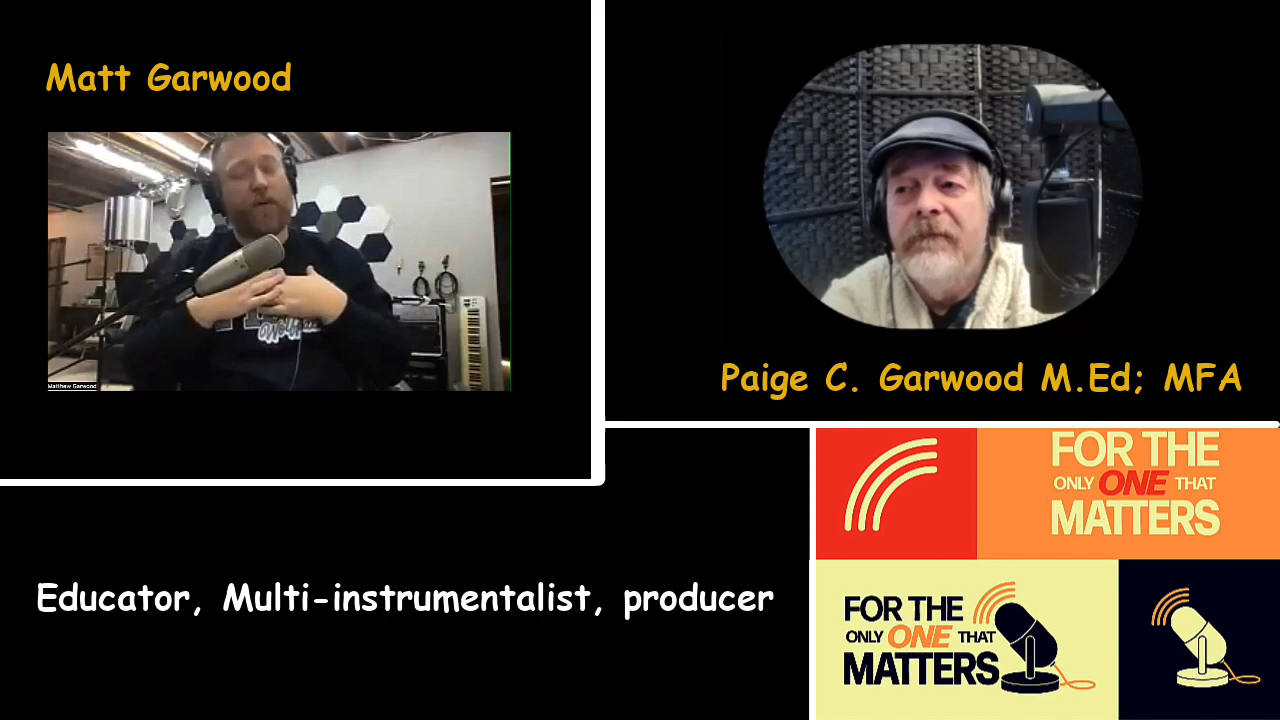 Matt Garwood
Matthew Garwood
Paige C. Garwood M.Ed; MFA
Educator, Multi-instrumentalist, producer
FOR THE
ONLY ONE THAT
MATTERS
FOR THE
ONLY ONE THAT
MATTERS